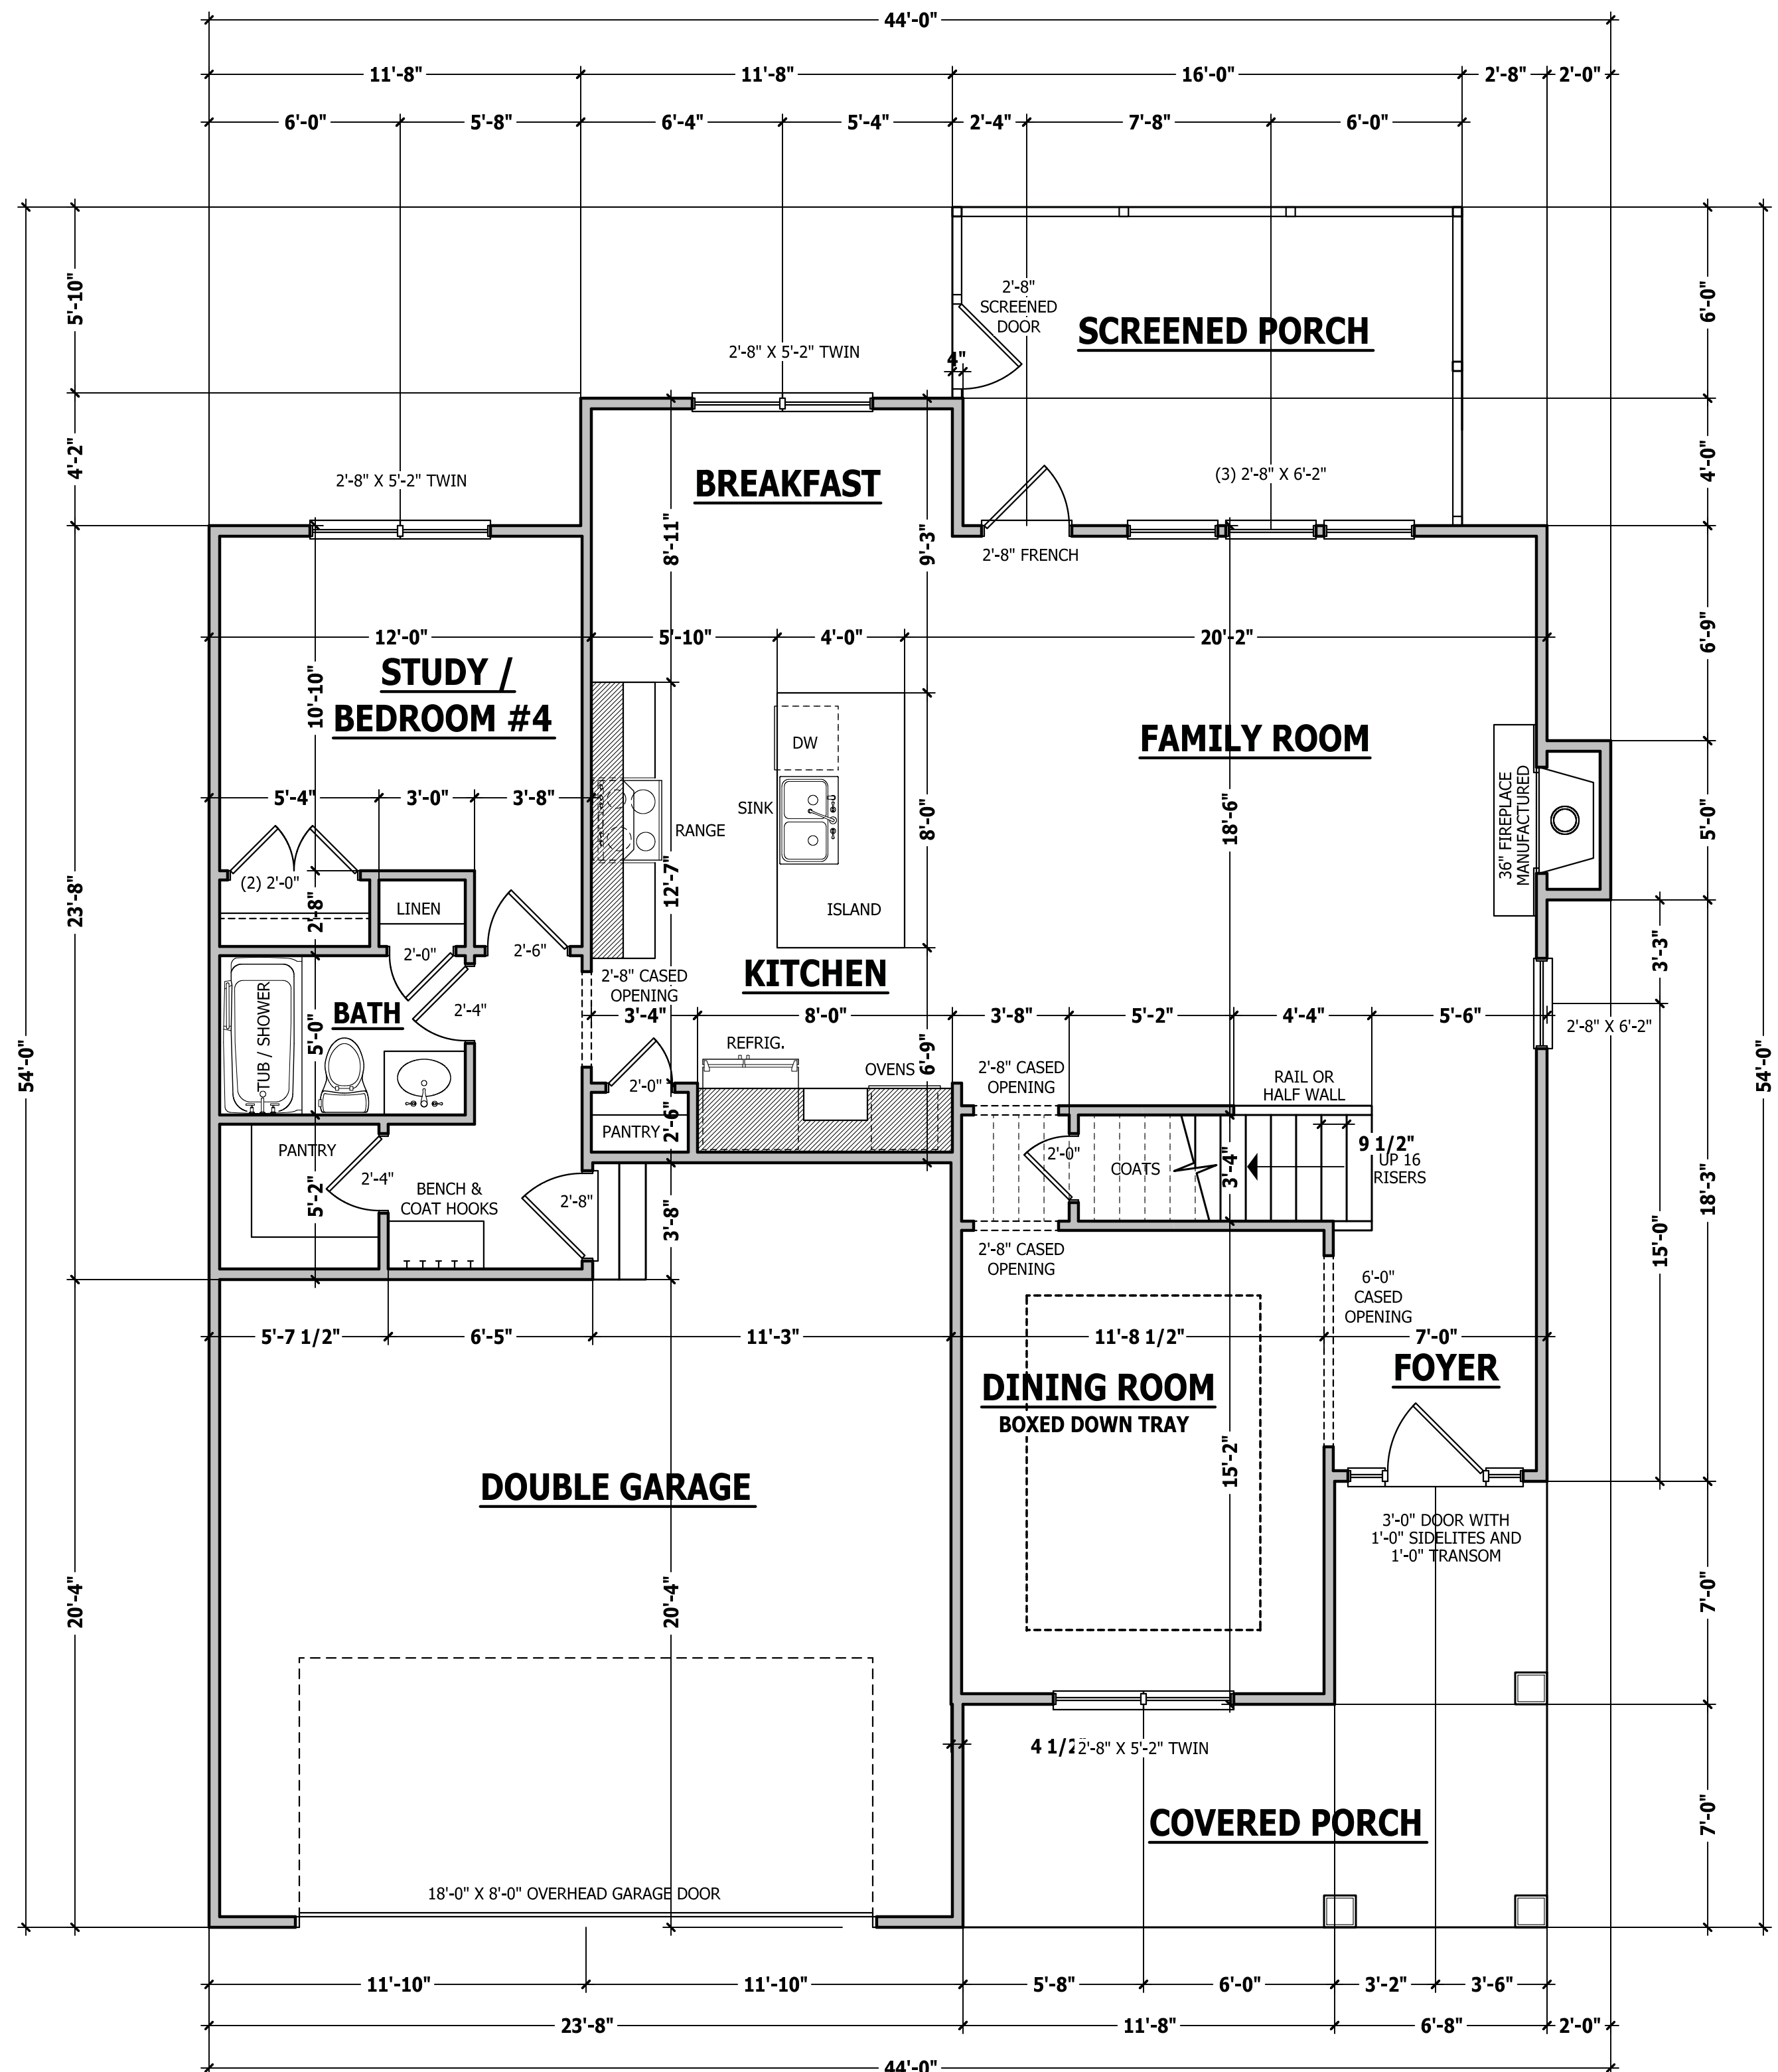 44'-0"
11'-8" 11'-8" 16'-0" 2'-8" 2'-0"
6'-0" 5'-8" 6'-4" 5'-4" 2'-4" 7'-8" 6'-0"
5'-10"
6'-0"
2'-8"
SCREENED
DOOR
SCREENED PORCH
2'-8" X 5'-2" TWIN
4"
4'-2"
4'-0"
2'-8" X 5'-2" TWIN
BREAKFAST
(3) 2'-8" X 6'-2"
8'-11"
9'-3"
2'-8" FRENCH
12'-0" 5'-10" 4'-0" 20'-2"
6'-9"
STUDY /
BEDROOM #4
10'-10"
FAMILY ROOM
DW
5'-4" 3'-0" 3'-8"
SINK
RANGE
8'-0"
18'-6"
36" FIREPLACE
MANUFACTURED
5'-0"
23'-8"
(2) 2'-0"
2'-8"
LINEN
12'-7"
ISLAND
2'-0"
2'-6"
3'-3"
2'-8" CASED
OPENING
KITCHEN
TUB / SHOWER
BATH
2'-4"
5'-0"
3'-4" 8'-0" 3'-8" 5'-2" 4'-4" 5'-6"
2'-8" X 6'-2"
54'-0"
54'-0"
REFRIG.
OVENS
6'-9"
2'-8" CASED
OPENING
RAIL OR
HALF WALL
2'-0"
2'-6"
PANTRY
PANTRY
2'-4"
5'-2"
BENCH &
COAT HOOKS
2'-8"
3'-8"
2'-0"
COATS
3'-4"
9 1/2"
UP 16
RISERS
18'-3"
15'-0"
2'-8" CASED
OPENING
6'-0"
CASED
OPENING
5'-7 1/2" 6'-5" 11'-3" 11'-8 1/2" 7'-0"
FOYER
DINING ROOM
BOXED DOWN TRAY
15'-2"
DOUBLE GARAGE
3'-0" DOOR WITH
1'-0" SIDELITES AND
1'-0" TRANSOM
20'-4"
20'-4"
7'-0"
4 1/2 2'-8" X 5'-2" TWIN
COVERED PORCH
7'-0"
18'-0" X 8'-0" OVERHEAD GARAGE DOOR
11'-10" 11'-10" 5'-8" 6'-0" 3'-2" 3'-6"
23'-8" 11'-8" 6'-8" 2'-0"
44'-0"